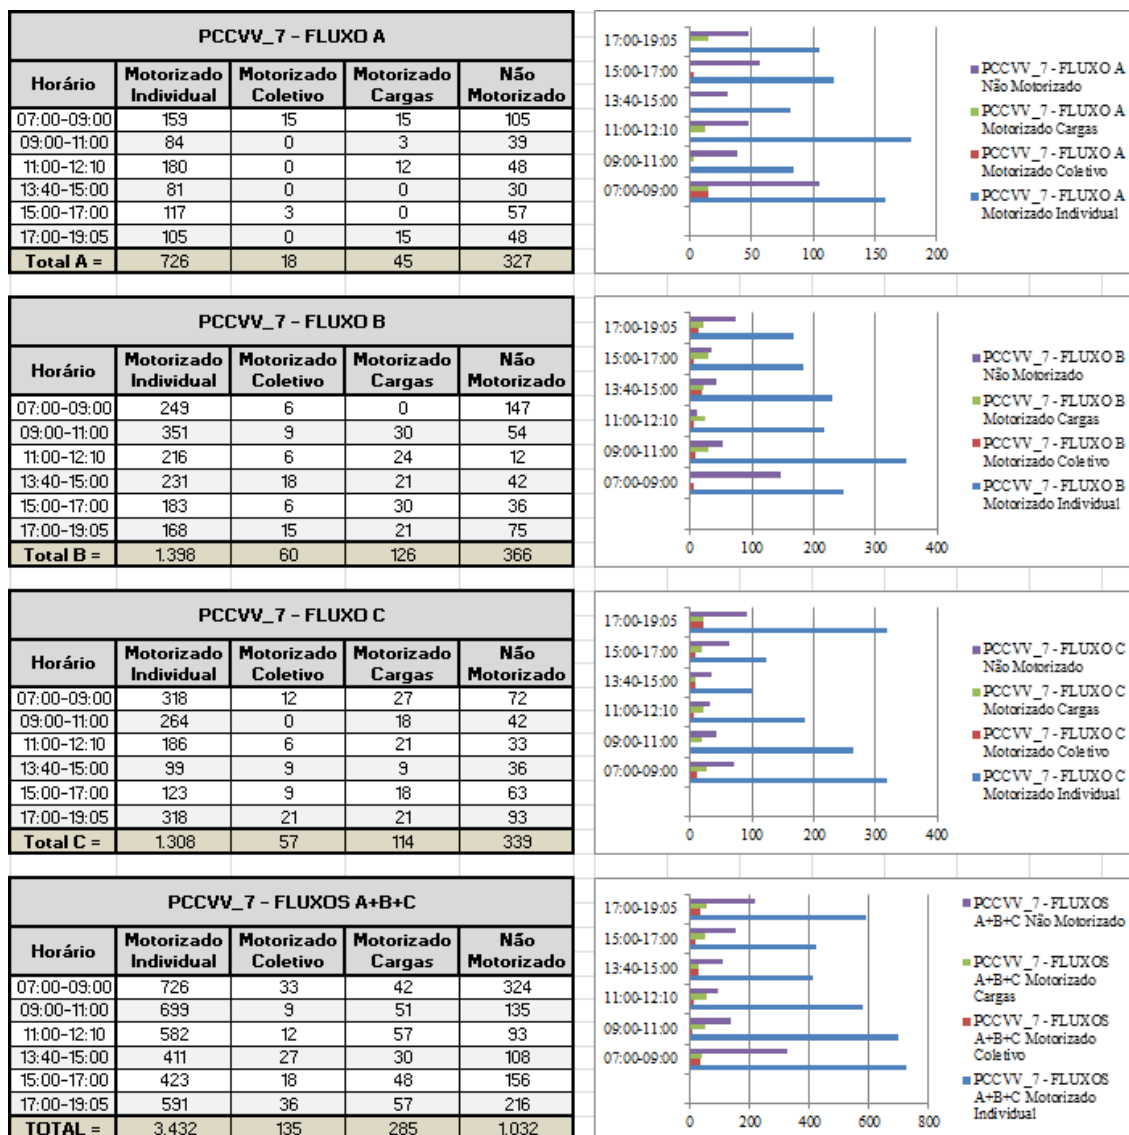 PCCVV_7 - FLUXO A
Horário Motorizado Individual Motorizado Coletivo Motorizado Cargas Não Motorizado
07:00-09:00 159 15 15 105
09:00-11:00 84 0 3 39
11:00-12:10 180 0 12 48
13:40-15:00 81 0 0 30
15:00-17:00 117 3 0 57
17:00-19:05 105 0 15 48
Total A = 726 18 45 327
17:00-19:05
15:00-17:00
13:40-15:00
11:00-12:10
09:00-11:00
07:00-09:00
0 50 100 150 200
PCCVV_7 - FLUXO A
Não Motorizado
PCCVV_7 - FLUXO A
Motorizado Cargas
PCCVV_7 - FLUXO A
Motorizado Coletivo
PCCVV_7 - FLUXO A
Motorizado Individual
PCCVV_7 - FLUXO B
Horário Motorizado Individual Motorizado Coletivo Motorizado Cargas Não Motorizado
07:00-09:00 249 6 0 147
09:00-11:00 351 9 30 54
11:00-12:10 216 6 24 12
13:40-15:00 231 18 21 42
15:00-17:00 183 6 30 36
17:00-19:05 168 15 21 75
Total B = 1.398 60 126 366
17:00-19:05
15:00-17:00
13:40-15:00
11:00-12:10
09:00-11:00
07:00-09:00
0 100 200 300 400
PCCVV_7 - FLUXO B
Não Motorizado
PCCVV_7 - FLUXO B
Motorizado Cargas
PCCVV_7 - FLUXO B
Motorizado Coletivo
PCCVV_7 - FLUXO B
Motorizado Individual
PCCVV_7 - FLUXO C
Horário Motorizado Individual Motorizado Coletivo Motorizado Cargas Não Motorizado
07:00-09:00 318 12 27 72
09:00-11:00 264 0 18 42
11:00-12:10 186 6 21 33
13:40-15:00 99 9 9 36
15:00-17:00 123 9 18 63
17:00-19:05 318 21 21 93
Total C = 1.308 57 114 339
17:00-19:05
15:00-17:00
13:40-15:00
11:00-12:10
09:00-11:00
07:00-09:00
0 100 200 300 400
PCCVV_7 - FLUXO C
Não Motorizado
PCCVV_7 - FLUXO C
Motorizado Cargas
PCCVV_7 - FLUXO C
Motorizado Coletivo
PCCVV_7 - FLUXO C
Motorizado Individual
PCCVV_7 - FLUXOS A+B+C
Horário Motorizado Individual Motorizado Coletivo Motorizado Cargas Não Motorizado
07:00-09:00 726 33 42 324
09:00-11:00 699 9 51 135
11:00-12:10 582 12 57 93
13:40-15:00 411 27 30 108
15:00-17:00 423 18 48 156
17:00-19:05 591 36 57 216
TOTAL = 3.432 135 285 1.032
17:00-19:05
15:00-17:00
13:40-15:00
11:00-12:10
09:00-11:00
07:00-09:00
0 200 400 600 800
PCCVV_7 - FLUXOS
A+B+C Não Motorizado
PCCVV_7 - FLUXOS
A+B+C Motorizado
Cargas
PCCVV_7 - FLUXOS
A+B+C Motorizado
Coletivo
PCCVV_7 - FLUXOS
A+B+C Motorizado
Individual